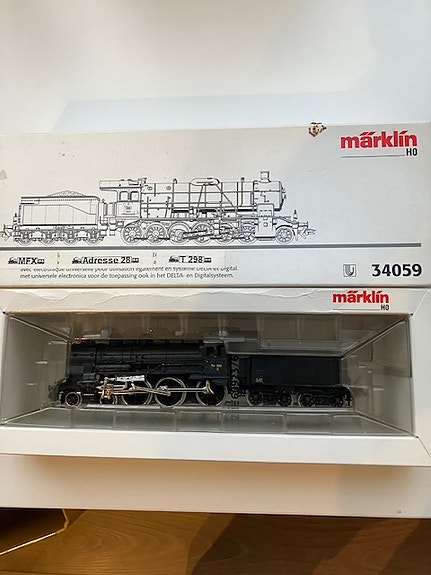 märklin
H0
MFX
Adresse 28
T 298
avec électronique universelle pour utilisation également en système Delta et Digital.
met universele electronica voor de toepassing ook in het DELTA- en Digitalsysteem.
34059
märklin
H0